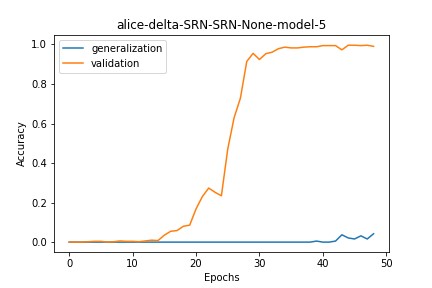 alice-delta-SRN-SRN-None-model-5
generalization
validation
Accuracy
1.0
0.8
0.6
0.4
0.2
0.0
0 10 20 30 40 50
Epochs